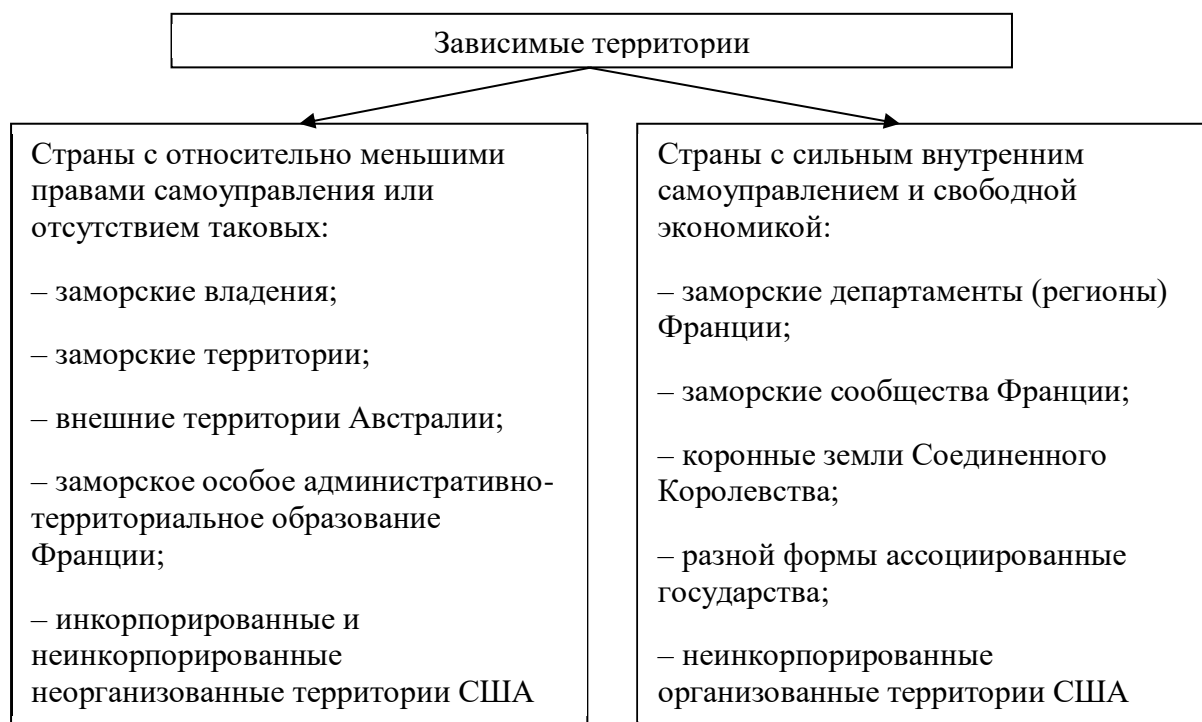 Зависимые территории
Страны с относительно меньшими
правами самоуправления или
отсутствием таковых:
– заморские владения;
– заморские территории;
– внешние территории Австралии;
– заморское особое административно-
территориальное образование
Франции;
– инкорпорированные и
неинкорпорированные
неорганизованные территории США
Страны с сильным внутренним
самоуправлением и свободной
экономикой:
– заморские департаменты (регионы)
Франции;
– заморские сообщества Франции;
– коронные земли Соединенного
Королевства;
– разной формы ассоциированные
государства;
– неинкорпорированные
организованные территории США